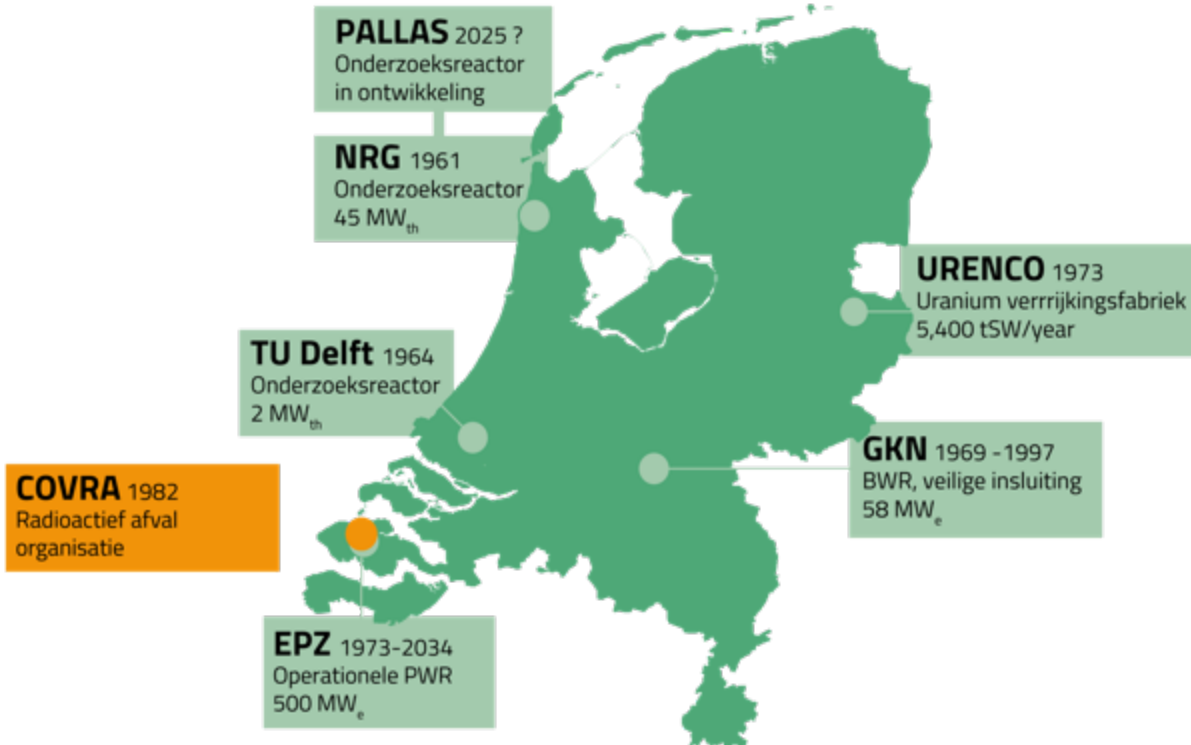 PALLAS 2025 ?
Onderzoeksreactor
in ontwikkeling
NRG 1961
Onderzoeksreactor
45 MWth
URENCO 1973
Uranium verrrijkingsfabriek
5,400 tSW/year
TU Delft 1964
Onderzoeksreactor
2 MWth
GKN 1969 -1997
BWR, veilige insluiting
58 MWe
COVRA 1982
Radioactief afval
organisatie
EPZ 1973-2034
Operationele PWR
500 MWe